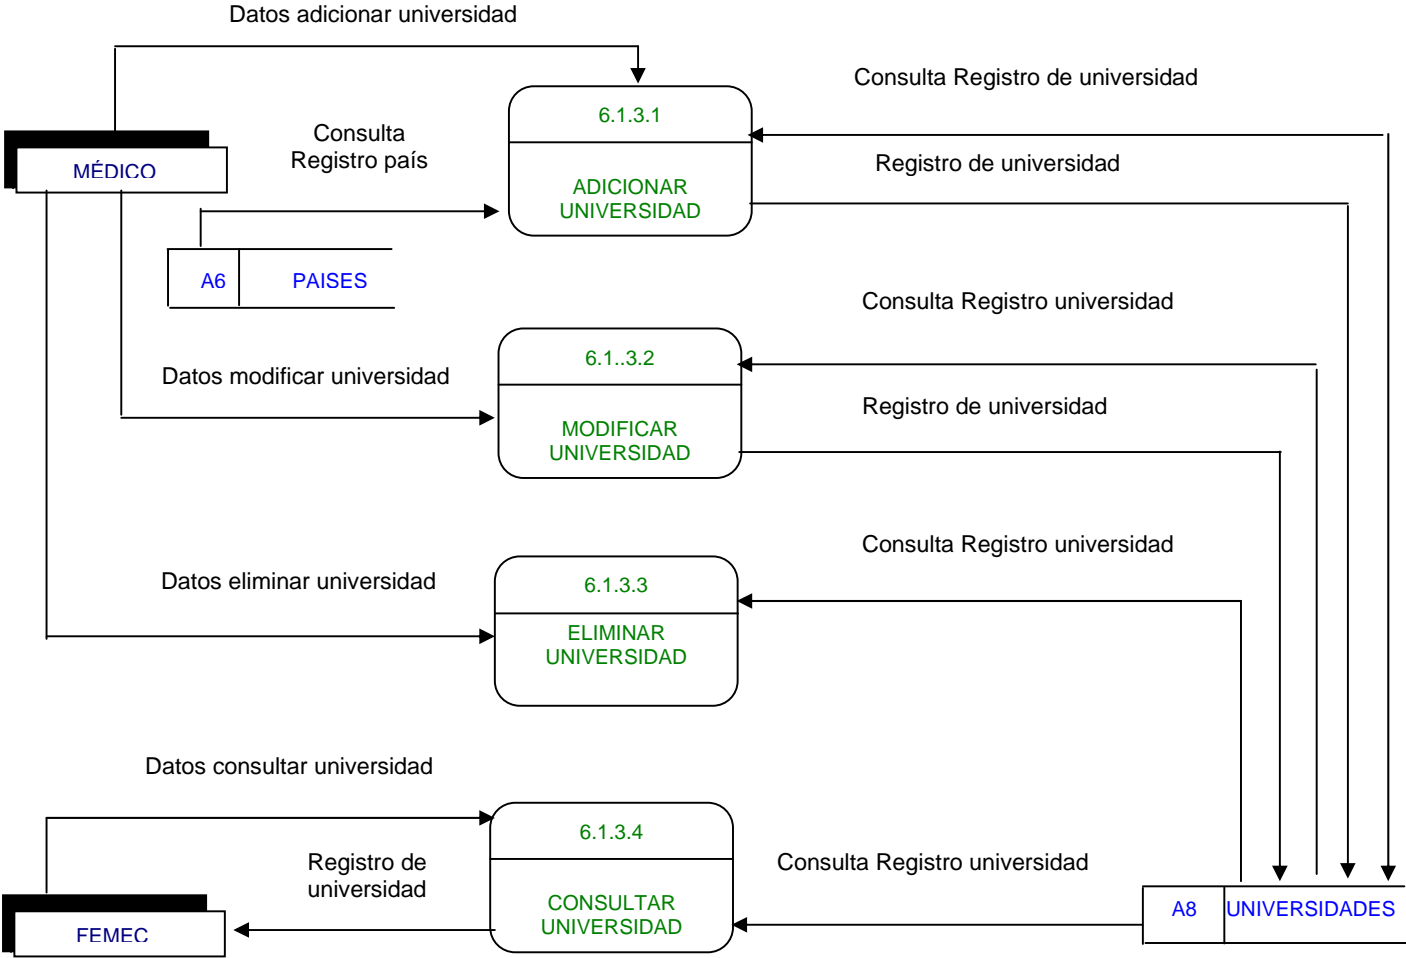 Datos adicionar universidad
Consulta Registro de universidad
6.1.3.1
Consulta
Registro país
MÉDICO
Registro de universidad
ADICIONAR
UNIVERSIDAD
A6 PAISES
Consulta Registro universidad
6.1..3.2
Datos modificar universidad
Registro de universidad
MODIFICAR
UNIVERSIDAD
Consulta Registro universidad
Datos eliminar universidad
6.1.3.3
ELIMINAR
UNIVERSIDAD
Datos consultar universidad
6.1.3.4
Registro de
universidad
Consulta Registro universidad
CONSULTAR
UNIVERSIDAD
A8 UNIVERSIDADES
FEMEC